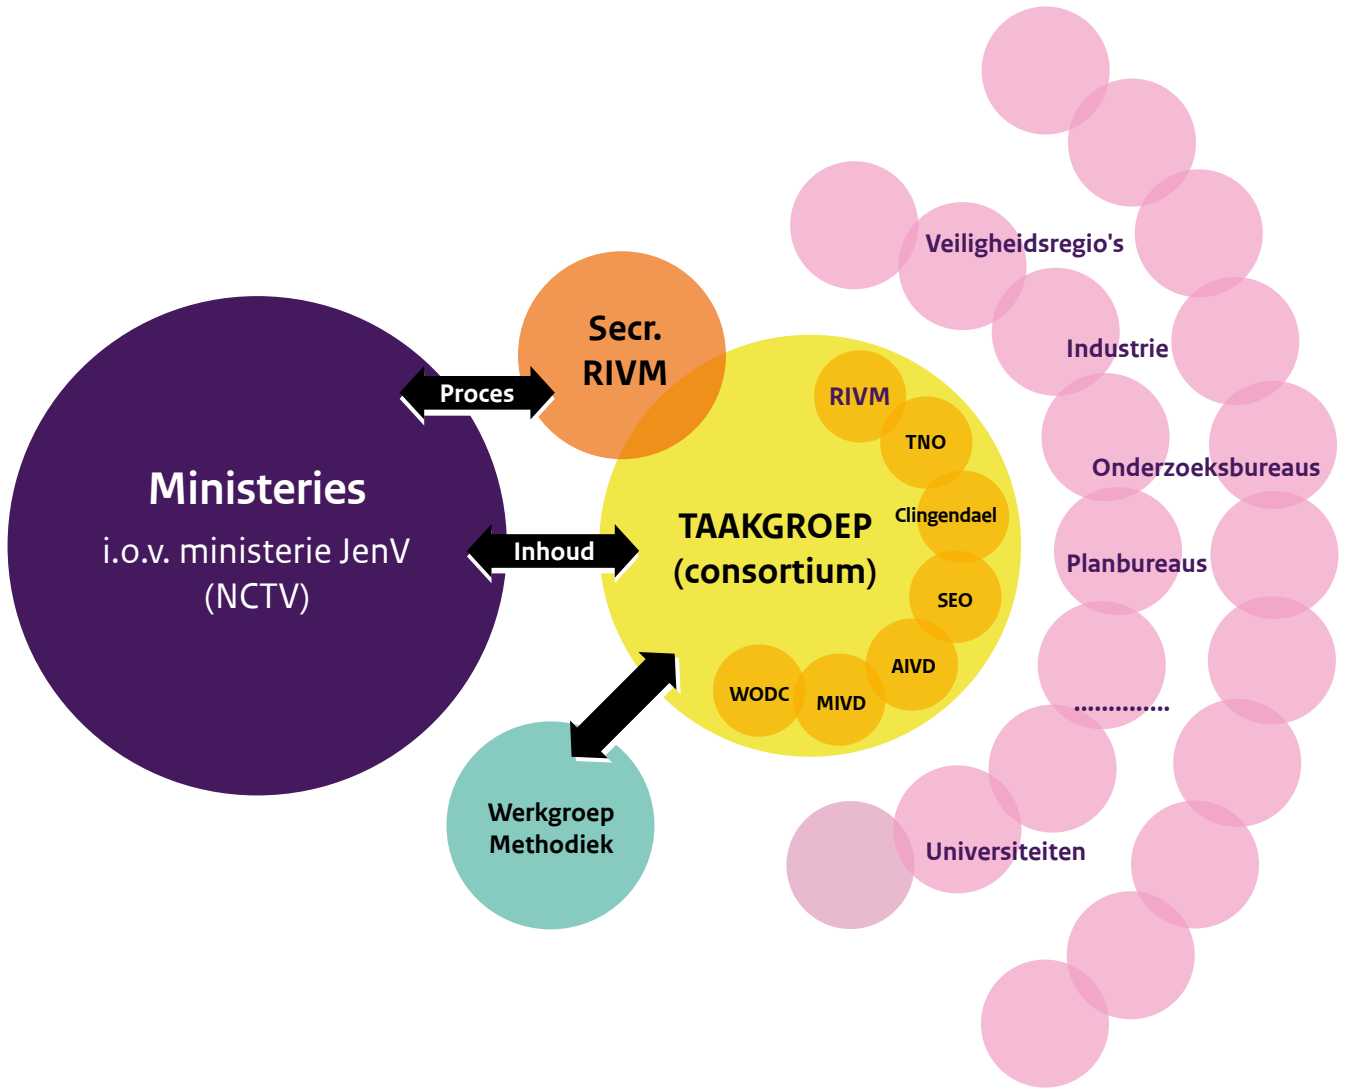 Ministeries
i.o.v. ministerie JenV
(NCTV)
Proces
Secr.
RIVM
Inhoud
TAAKGROEP
(consortium)
RIVM
TNO
Clingendael
SEO
AIVD
MIVD
WODC
Werkgroep
Methodiek
Veiligheidsregio's
Industrie
Onderzoeksbureaus
Planbureaus
..............
Universiteiten